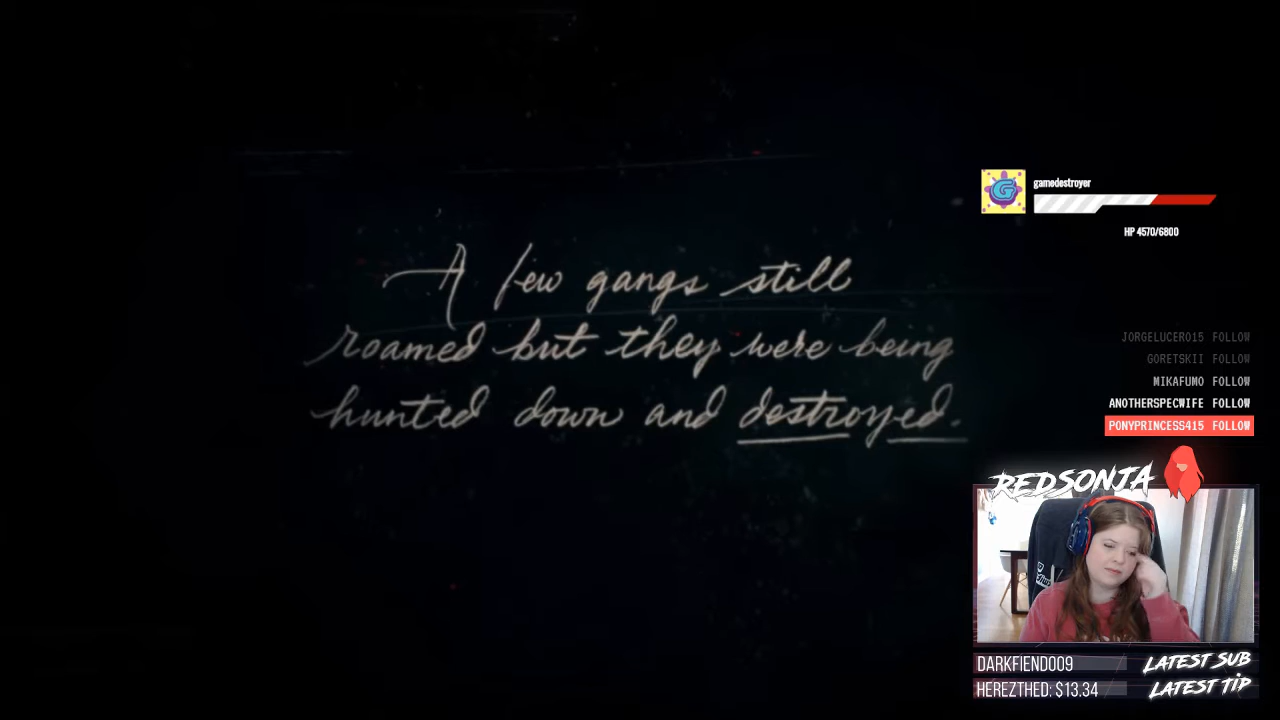 A few gangs still
roamed but they were being
hunted down and destroyed.
gamedestroyer
HP 4570/6800
JORGELUCERO15 FOLLOW
GORETSKII FOLLOW
MIKAFUMO FOLLOW
ANOTHERSPECWIFE FOLLOW
PONYPRINCESS415 FOLLOW
REDSONJA
DARKFIEND009 LATEST SUB
HEREZTHED: $13.34 LATEST TIP